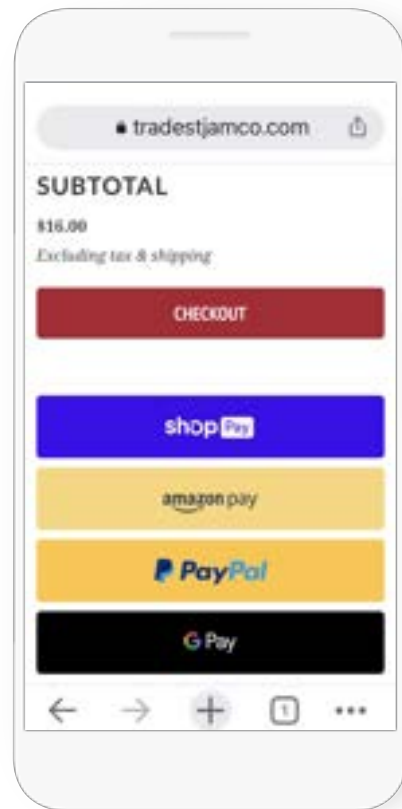 tradestjamco.com
SUBTOTAL
$16.00
Excluding tax & shipping
CHECKOUT
shop Pay
amazon pay
PayPal
G Pay
1